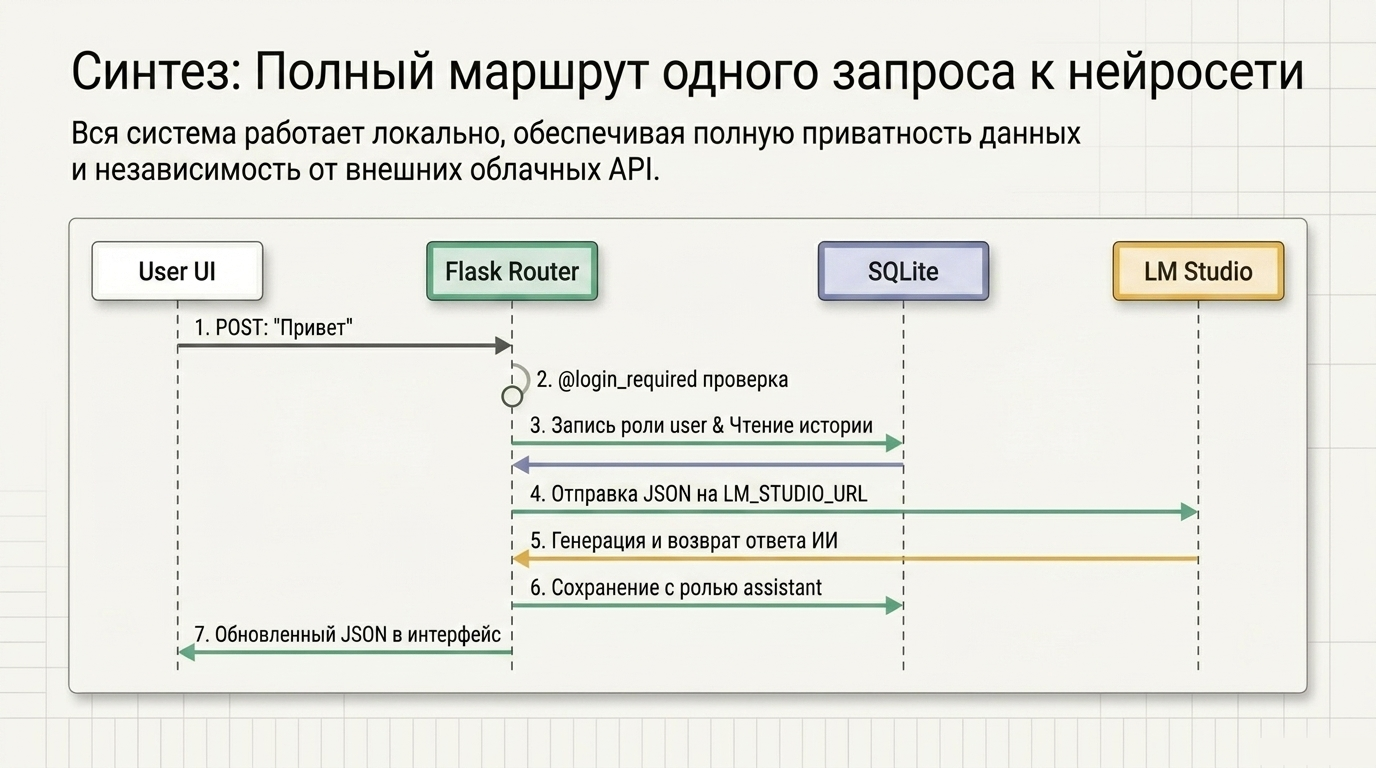 Синтез: Полный маршрут одного запроса к нейросети
Вся система работает локально, обеспечивая полную приватность данных
и независимость от внешних облачных API.
User UI
Flask Router
SQLite
LM Studio
1. POST: "Привет"
2. @login_required проверка
3. Запись роли user & Чтение истории
4. Отправка JSON на LM_STUDIO_URL
5. Генерация и возврат ответа ИИ
6. Сохранение с ролью assistant
7. Обновленный JSON в интерфейс